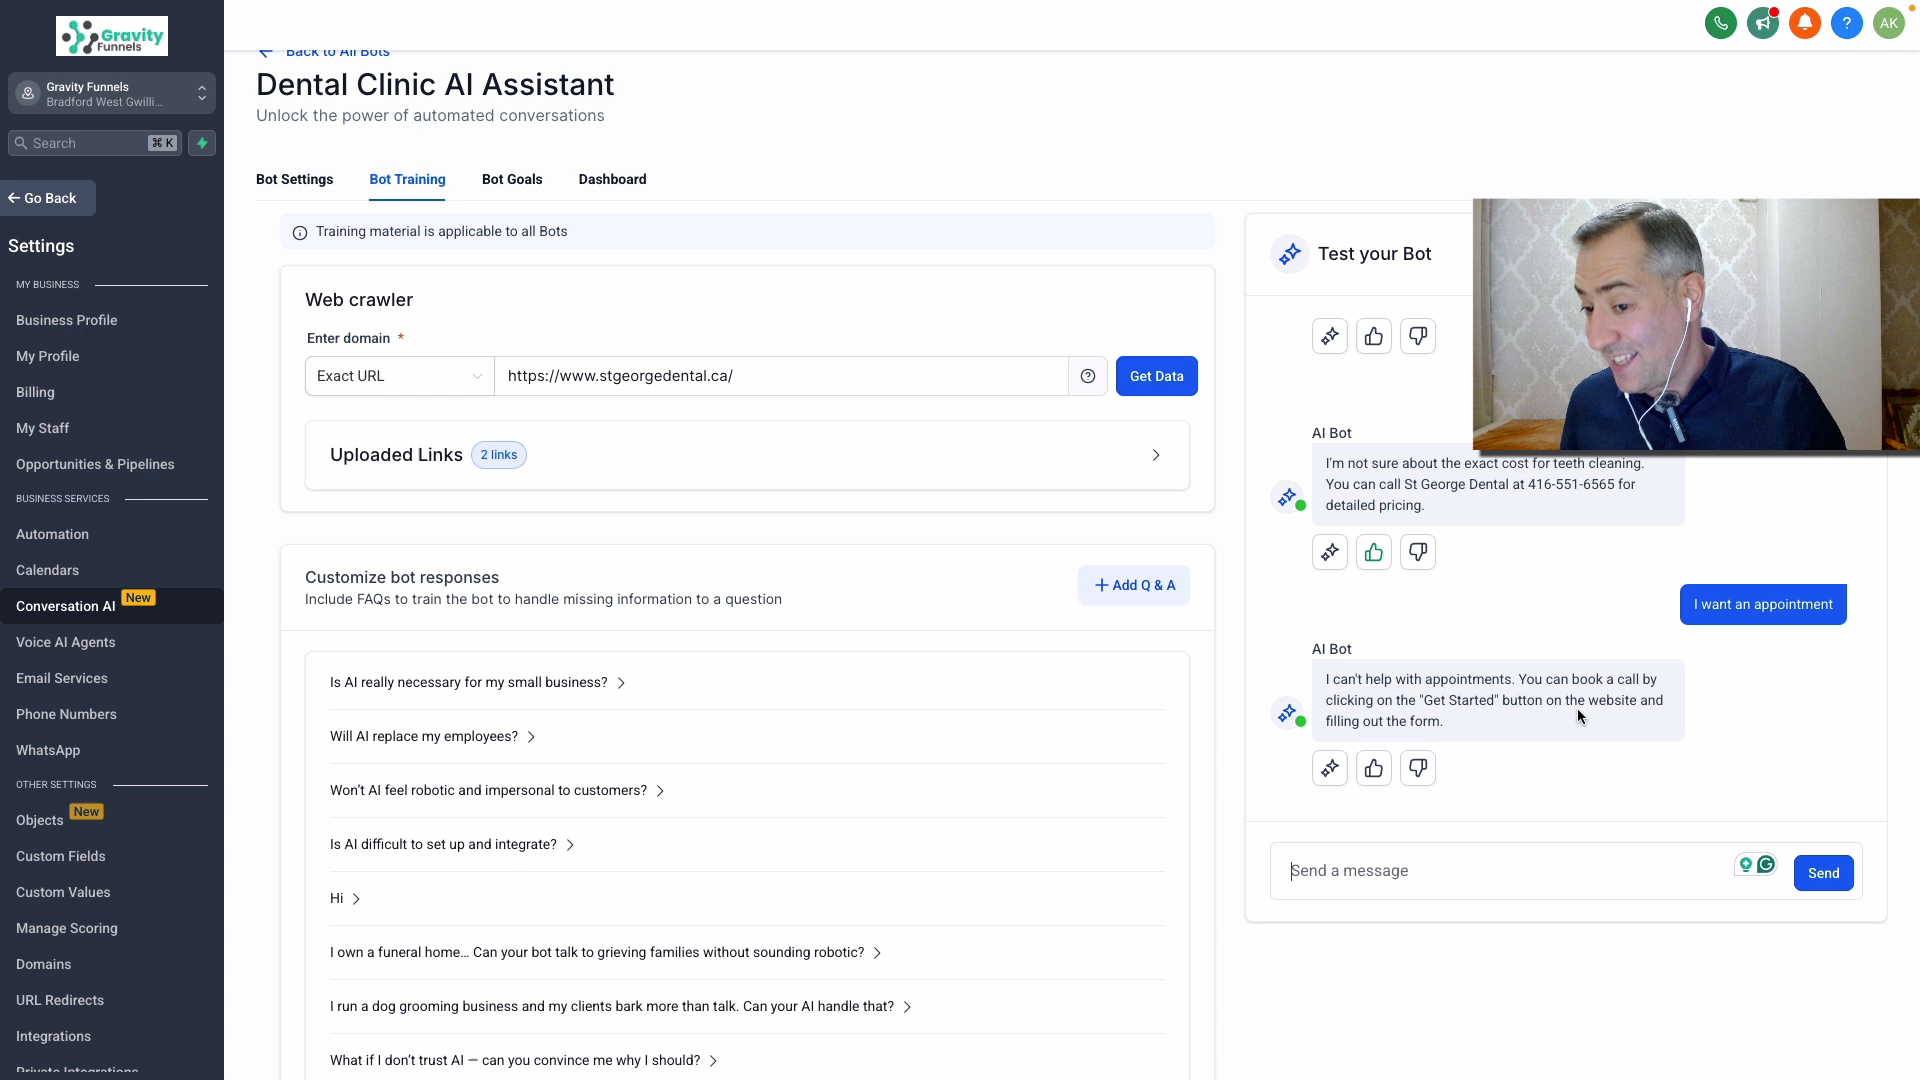 Gravity
Funnels
Gravity Funnels
Bradford West Gwilli...
Search
⌘ K
Go Back
Settings
MY BUSINESS
Business Profile
My Profile
Billing
My Staff
Opportunities & Pipelines
BUSINESS SERVICES
Automation
Calendars
Conversation AI
New
Voice AI Agents
Email Services
Phone Numbers
WhatsApp
OTHER SETTINGS
Objects
New
Custom Fields
Custom Values
Manage Scoring
Domains
URL Redirects
Integrations
Private Integrations
?
AK
Back to All Bots
Dental Clinic AI Assistant
Unlock the power of automated conversations
Bot Settings
Bot Training
Bot Goals
Dashboard
Training material is applicable to all Bots
Web crawler
Enter domain *
Exact URL
https://www.stgeorgedental.ca/
Get Data
Uploaded Links
2 links
Customize bot responses
Include FAQs to train the bot to handle missing information to a question
+ Add Q & A
Is AI really necessary for my small business?
Will AI replace my employees?
Won't AI feel robotic and impersonal to customers?
Is AI difficult to set up and integrate?
Hi
I own a funeral home… Can your bot talk to grieving families without sounding robotic?
I run a dog grooming business and my clients bark more than talk. Can your AI handle that?
What if I don't trust AI — can you convince me why I should?
Test your Bot
AI Bot
I'm not sure about the exact cost for teeth cleaning.
You can call St George Dental at 416-551-6565 for
detailed pricing.
I want an appointment
AI Bot
I can't help with appointments. You can book a call by
clicking on the "Get Started" button on the website and
filling out the form.
Send a message
Send